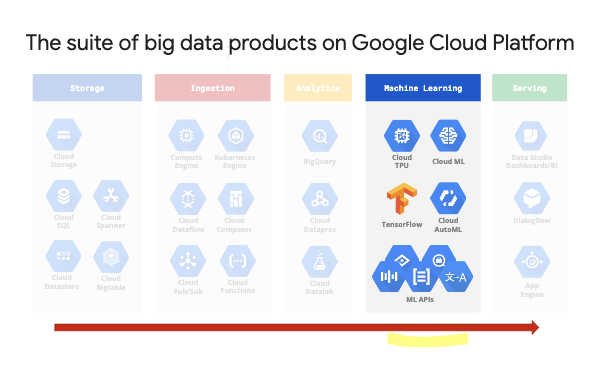 The suite of big data products on Google Cloud Platform
Storage
Ingestion
Analytics
Machine Learning
Serving
Cloud
Storage
Compute
Engine
Kubernetes
Engine
BigQuery
Cloud
TPU
Cloud ML
Data Studio
Dashboards/BI
Cloud
SQL
Cloud
Spanner
Cloud
Dataflow
Cloud
Composer
Cloud
Dataproc
TensorFlow
Cloud
AutoML
Dialogflow
Cloud
Datastore
Cloud
Bigtable
Cloud
Pub/Sub
Cloud
Functions
Cloud
Datalab
文-A
ML APIs
App
Engine